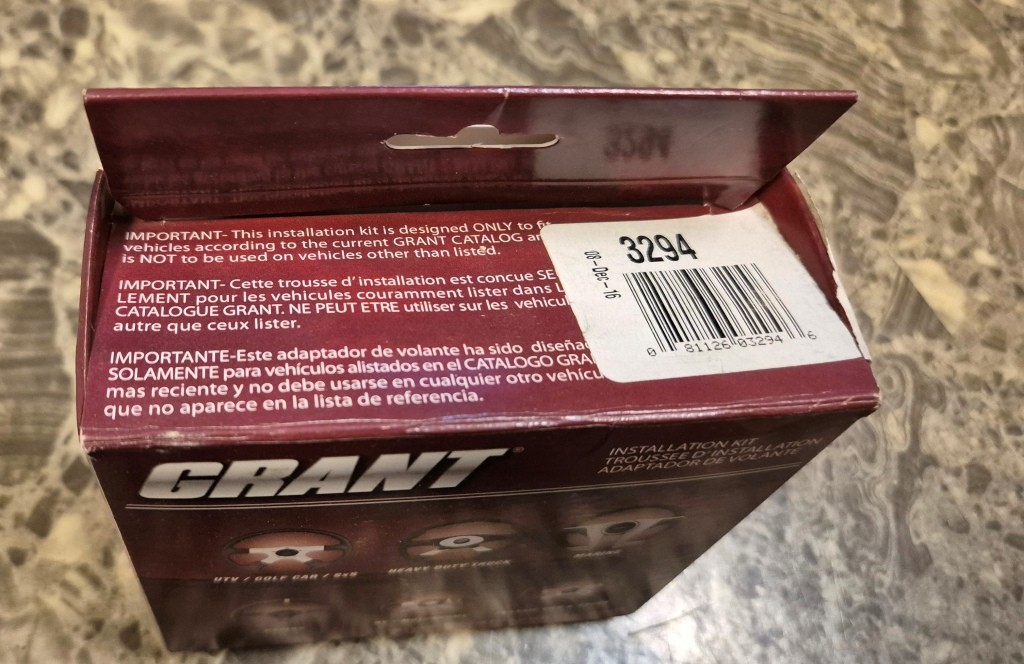 IMPORTANT- This installation kit is designed ONLY to fit
vehicles according to the current GRANT CATALOG an
is NOT to be used on vehicles other than listed.
IMPORTANT- Cette trousse d'installation est concue SE
LEMENT pour les vehicules couramment lister dans L
CATALOGUE GRANT. NE PEUT ETRE utiliser sur les vehicul
autre que ceux lister.
IMPORTANTE-Este adaptador de volante ha sido diseñad
SOLAMENTE para vehículos alistados en el CATALOGO GRA
mas reciente y no debe usarse en cualquier otro vehícu
que no aparece en la lista de referencia.
3294
08-Dec-16
0 81126 03294 6
GRANT®
INSTALLATION KIT
TROUSSEE D'INSTALLATION
ADAPTADOR DE VOLANTE
UTV / GOLF CAR / 4x4
HEAVY DUTY TRUCK